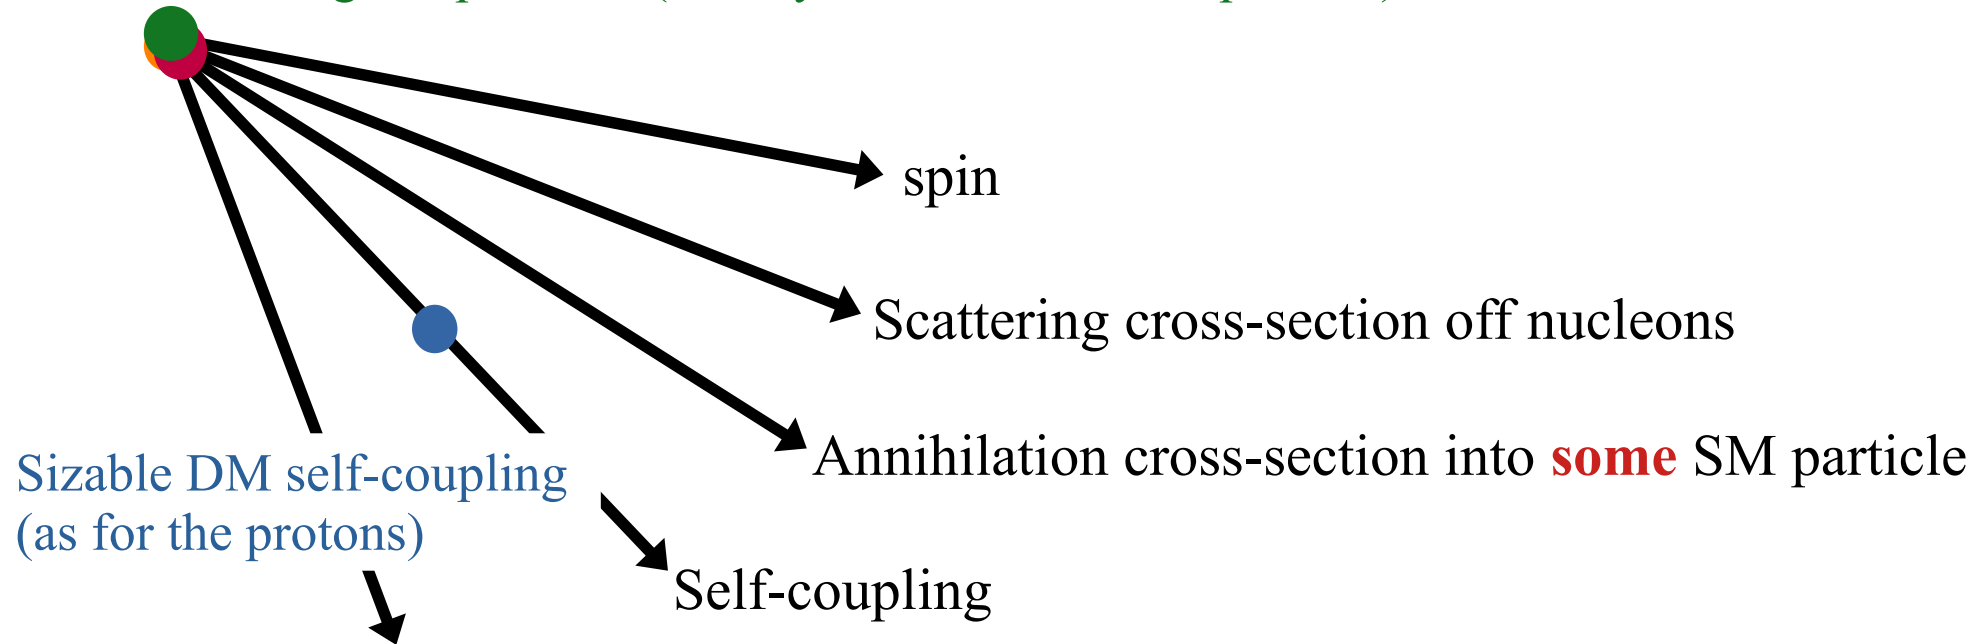 spin
Scattering cross-section off nucleons
Annihilation cross-section into some SM particle
Sizable DM self-coupling
(as for the protons)
Self-coupling